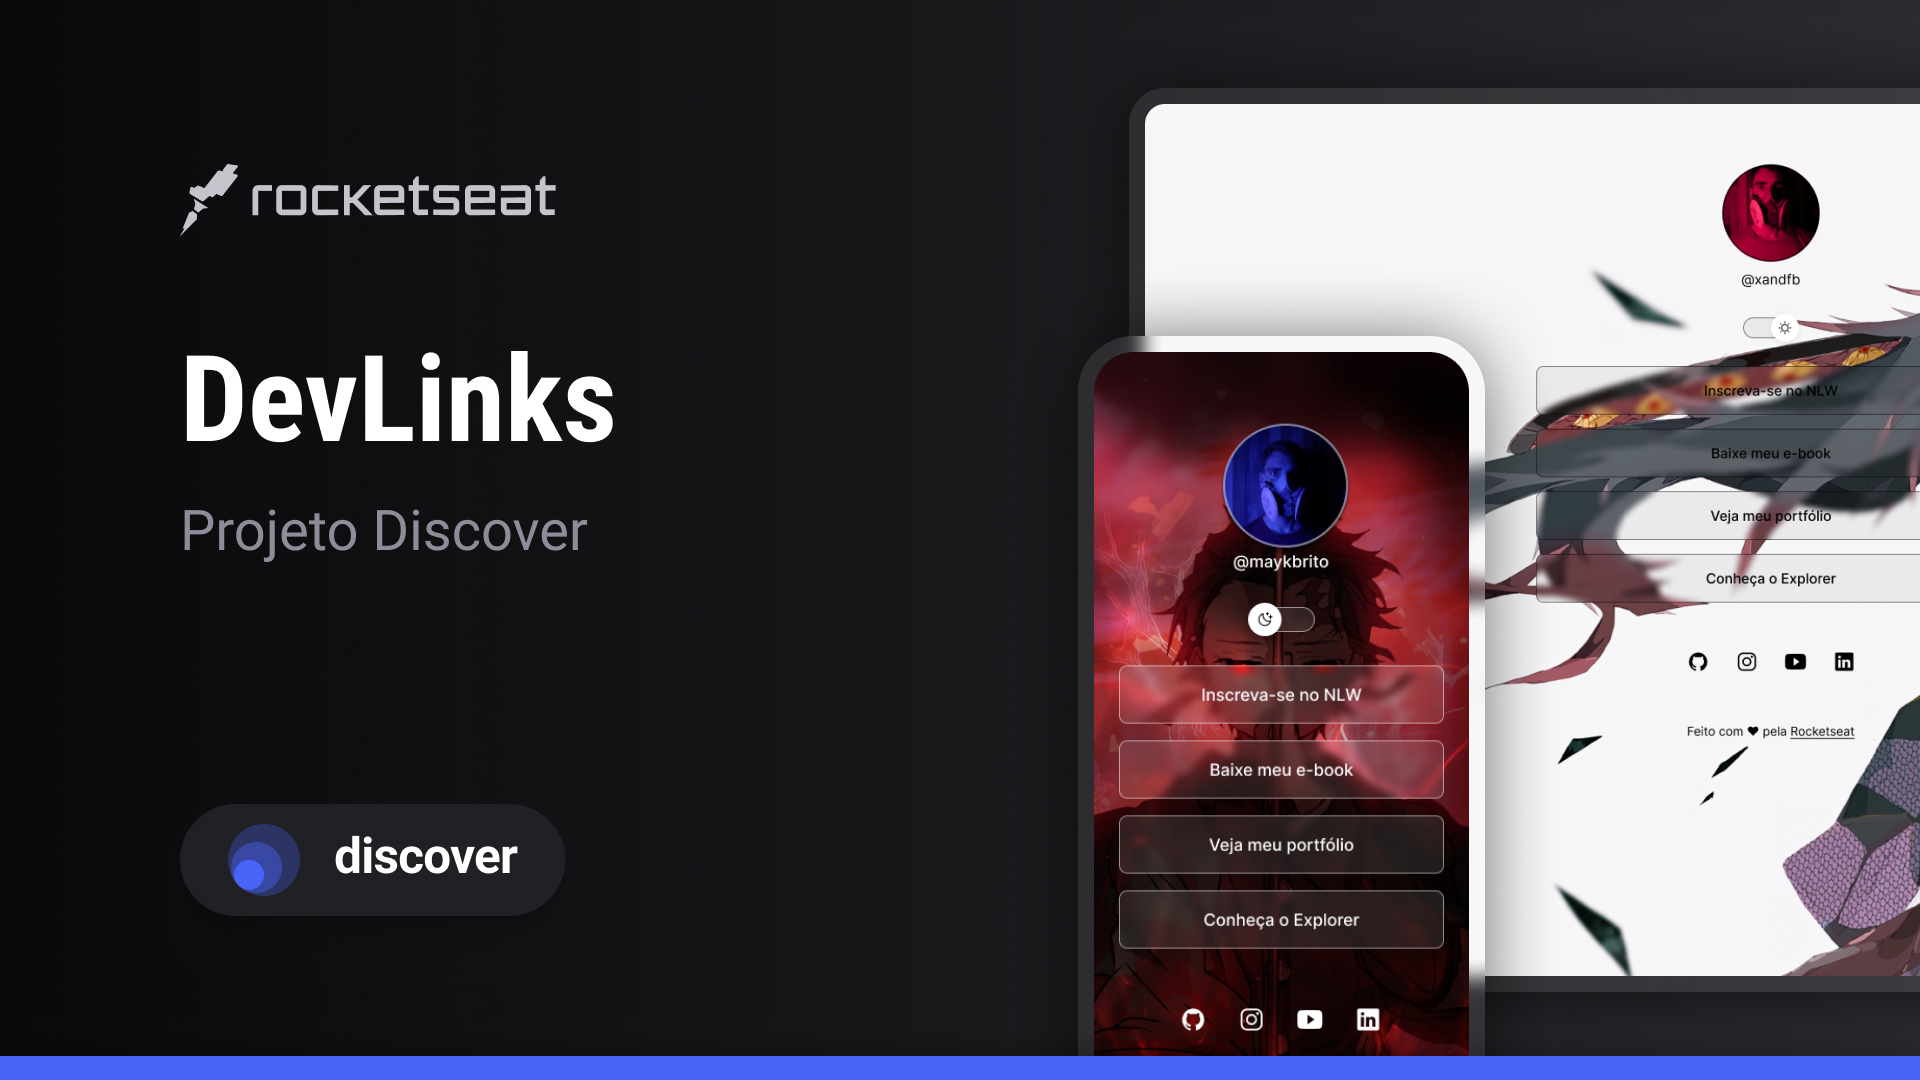 rocketseat
DevLinks
Projeto Discover
discover
@maykbrito
Inscreva-se no NLW
Baixe meu e-book
Veja meu portfólio
Conheça o Explorer
@xandfb
Inscreva-se no NLW
Baixe meu e-book
Veja meu portfólio
Conheça o Explorer
Feito com ♥ pela Rocketseat